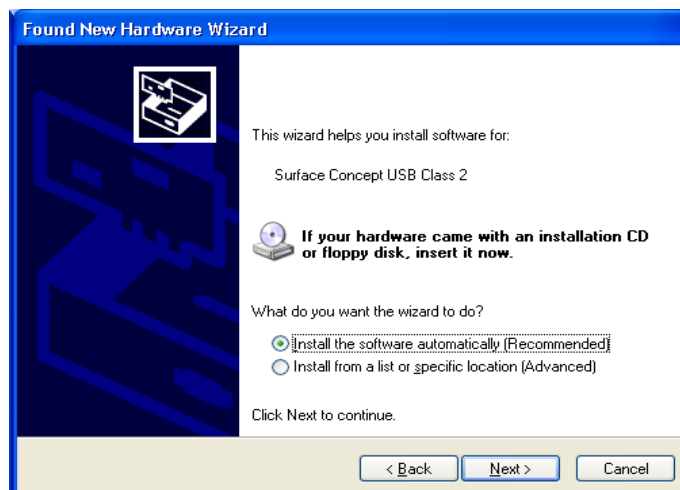 Found New Hardware Wizard
This wizard helps you install software for:
Surface Concept USB Class 2
If your hardware came with an installation CD
or floppy disk, insert it now.
What do you want the wizard to do?
Install the software automatically (Recommended)
Install from a list or specific location (Advanced)
Click Next to continue.
< Back
Next >
Cancel